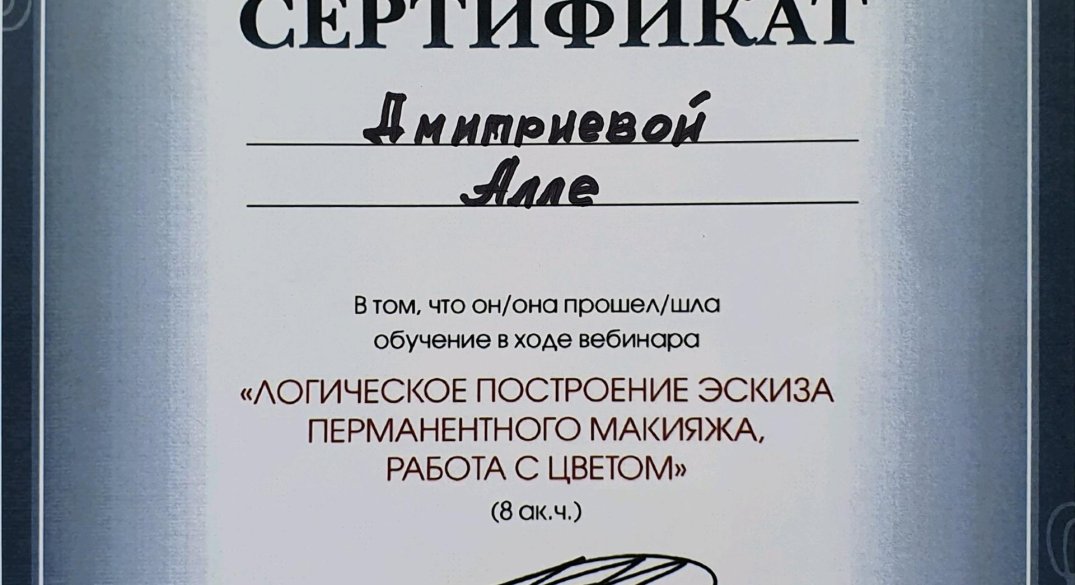 СЕРТИФИКАТ
Дмитриевой
Алле
В том, что он/она прошел/шла
обучение в ходе вебинара
«ЛОГИЧЕСКОЕ ПОСТРОЕНИЕ ЭСКИЗА
ПЕРМАНЕНТНОГО МАКИЯЖА,
РАБОТА С ЦВЕТОМ»
(8 ак.ч.)